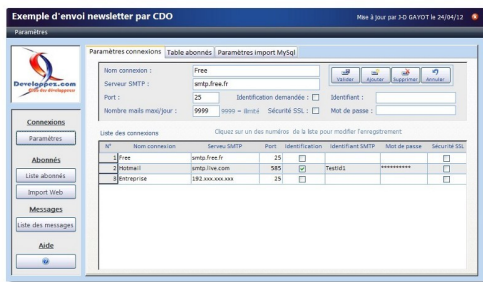 Exemple d'envoi newsletter par CDO
Mise à jour par J-D GAYOT le 24/04/12
Paramètres
Developpez.com
Club des développeurs
Connexions
Paramètres
Abonnés
Liste abonnés
Import Web
Messages
Liste des messages
Aide
Paramètres connexions Table abonnés Paramètres import MySql
Nom connexion : Free
Serveur SMTP : smtp.free.fr
Valider Ajouter Supprimer Annuler
Port : 25 Identification demandée : Identifiant :
Nombre mails maxi/jour : 9999 9999 = illimité Sécurité SSL : Mot de passe :
Liste des connexions Cliquez sur un des numéros de la liste pour modifier l'enregistrement
N° Nom connexion Serveu SMTP Port Identification Identifiant SMTP Mot de passe Sécurité SSL
1 Free smtp.free.fr 25
2 Hotmail smtp.live.com 585 TestId1 **********
3 Entreprise 192.xxx.xxx.xxx 25